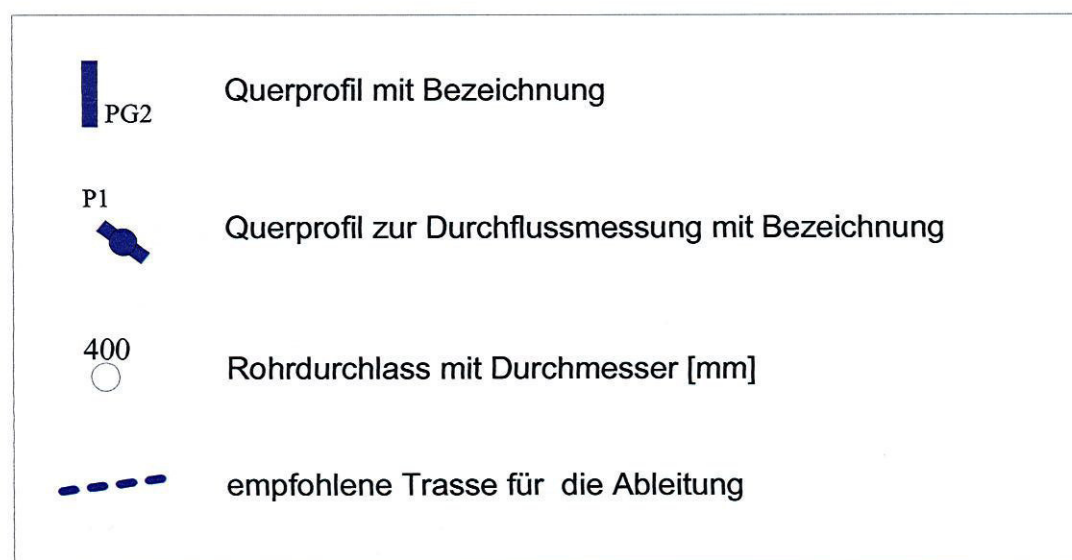 Querprofil mit Bezeichnung
PG2
P1
Querprofil zur Durchflussmessung mit Bezeichnung
400
Rohrdurchlass mit Durchmesser [mm]
empfohlene Trasse für die Ableitung